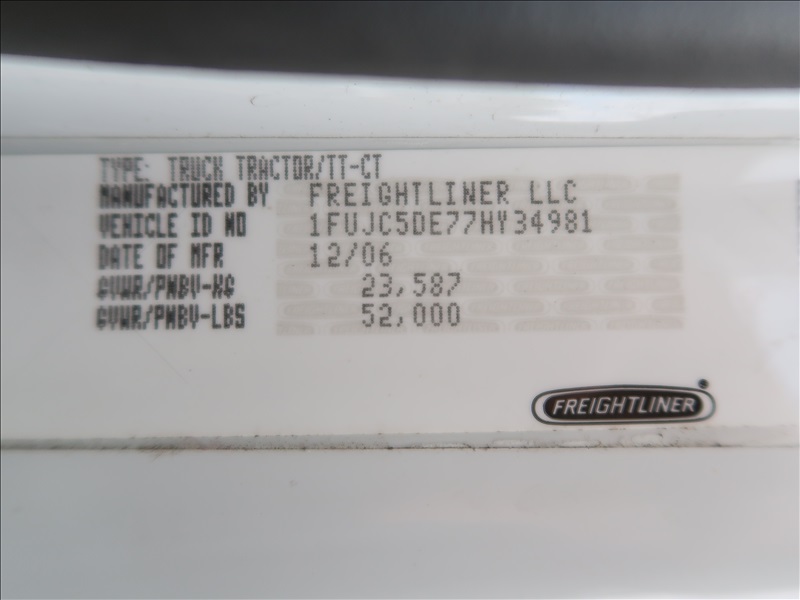 TYPE: TRUCK TRACTOR/TT-CT
MANUFACTURED BY FREIGHTLINER LLC
VEHICLE ID NO 1FUJC5DE77HY34981
DATE OF MFR 12/06
GVWR/PNBV-KG 23,587
GVWR/PNBV-LBS 52,000
FREIGHTLINER